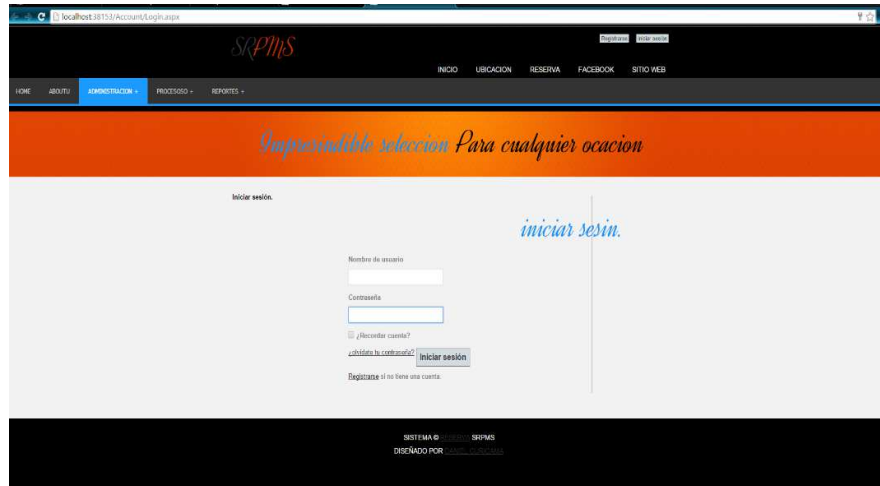 localhost:38153/Account/Login.aspx
SRPMS
Registrarse Iniciar sesión
INICIO UBICACION RESERVA FACEBOOK SITIO WEB
HOME ABOUTU ADMINISTRACION PROCESOSO REPORTES
Impresindible seleccion Para cualquier ocacion
Iniciar sesión.
iniciar sesin.
Nombre de usuario
Contraseña
¿Recordar cuenta?
¿olvidate tu contraseña? Iniciar sesión
Registrarse si no tiene una cuenta.
SISTEMA © SRPMS
DISEÑADO POR